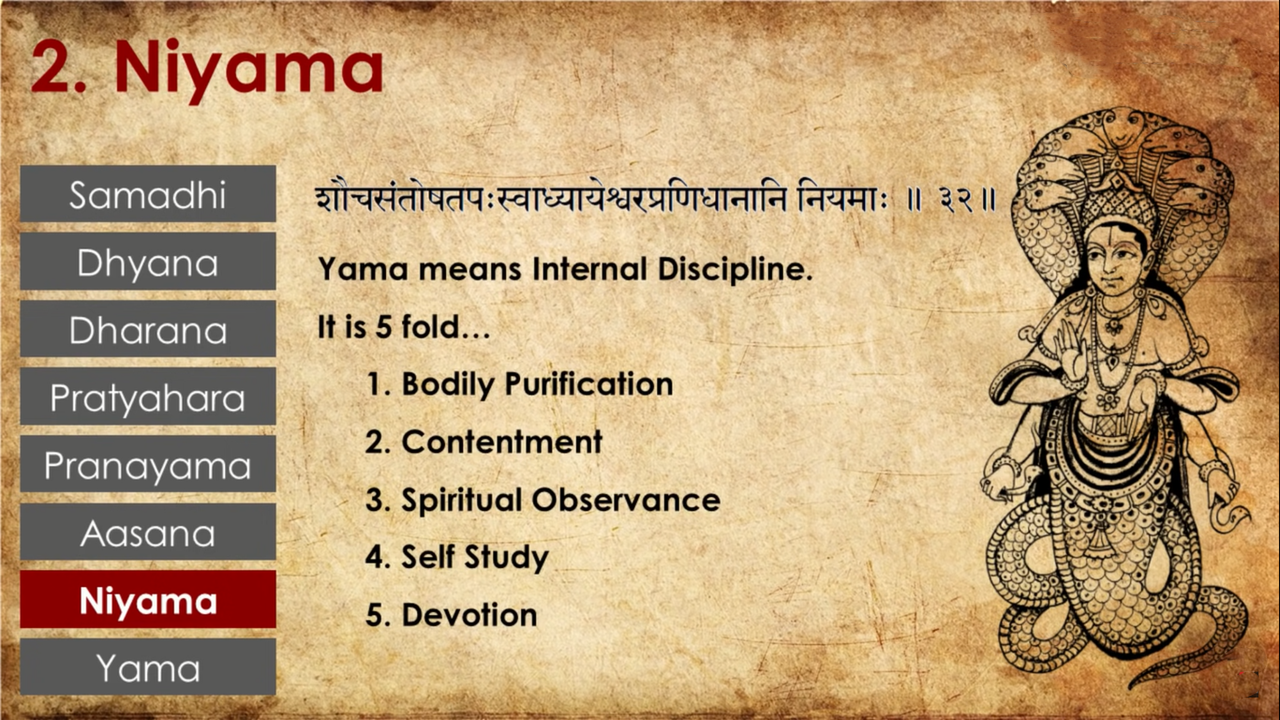 2. Niyama
Samadhi
Dhyana
Dharana
Pratyahara
Pranayama
Aasana
Niyama
Yama
शौचसंतोषतपःस्वाध्यायेश्वरप्रणिधानानि नियमाः ॥ ३२॥
Yama means Internal Discipline.
It is 5 fold...
1. Bodily Purification
2. Contentment
3. Spiritual Observance
4. Self Study
5. Devotion